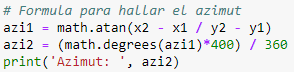 # Formula para hallar el azimut
azi1 = math.atan(x2 - x1 / y2 - y1)
azi2 = (math.degrees(azi1)*400) / 360
print('Azimut: ', azi2)